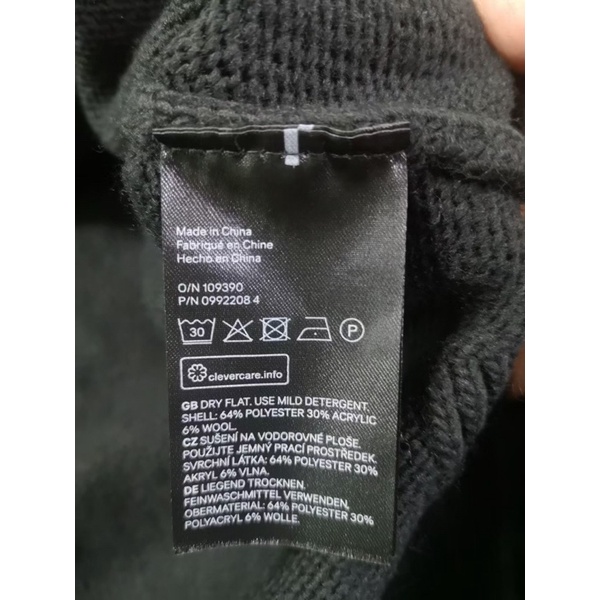 Made in China
Fabriqué en Chine
Hecho en China
O/N 109390
P/N 0992208 4
30
P
clevercare.info
GB DRY FLAT. USE MILD DETERGENT.
SHELL: 64% POLYESTER 30% ACRYLIC
6% WOOL.
CZ SUŠENÍ NA VODOROVNÉ PLOŠE.
POUŽIJTE JEMNÝ PRACÍ PROSTŘEDEK.
SVRCHNÍ LÁTKA: 64% POLYESTER 30%
AKRYL 6% VLNA.
DE LIEGEND TROCKNEN.
FEINWASCHMITTEL VERWENDEN.
OBERMATERIAL: 64% POLYESTER 30%
POLYACRYL 6% WOLLE.